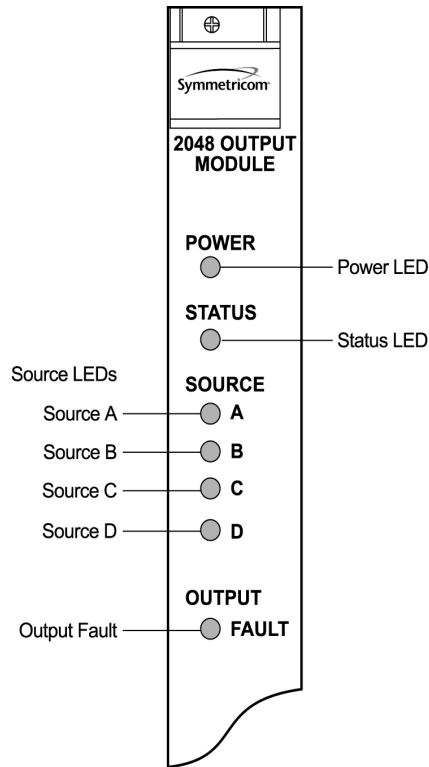 Symmetricom
2048 OUTPUT
MODULE
POWER
Power LED
STATUS
Status LED
Source LEDs
SOURCE
Source A
A
Source B
B
Source C
C
Source D
D
OUTPUT
Output Fault
FAULT